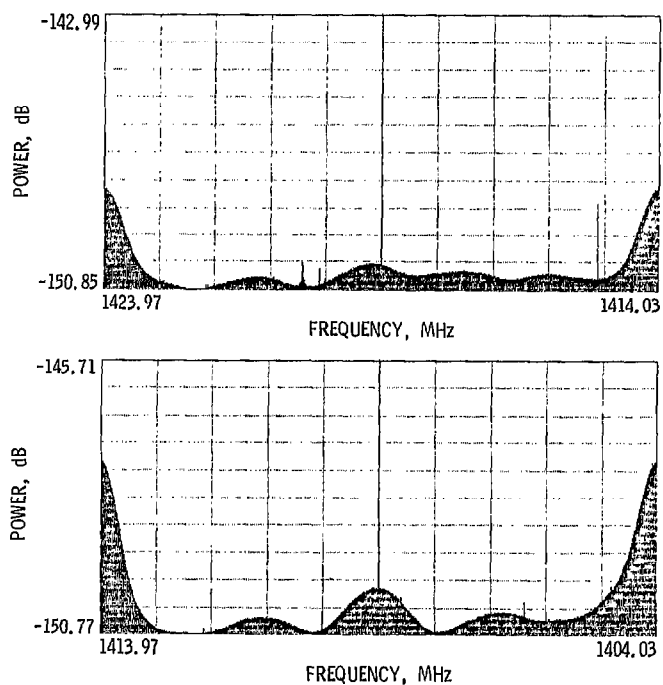 -142.99
POWER, dB
-150.85
1423.97
1414.03
FREQUENCY, MHz
-145.71
POWER, dB
-150.77
1413.97
1404.03
FREQUENCY, MHz